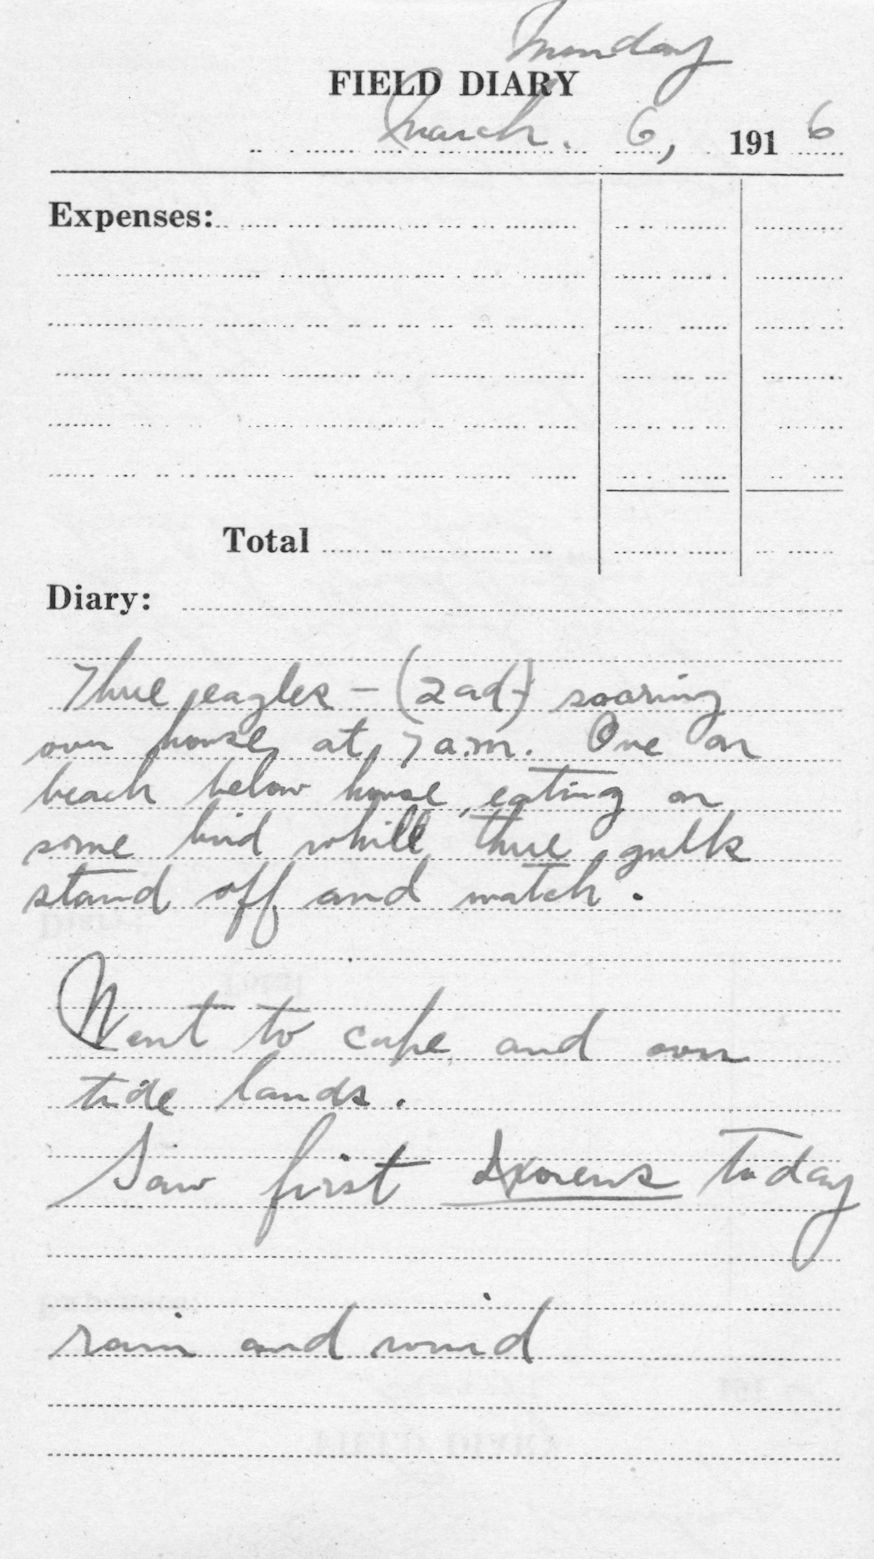 Monday
FIELD DIARY
March. 6, 1916
Expenses:
Total
Diary:
Three eagles – (2 ad) soaring
over house at 7 a.m. One on
beach below house eating on
some bird while three gulls
stand off and watch.
Went to cape and over
tide lands.
Saw first today
rain and wind